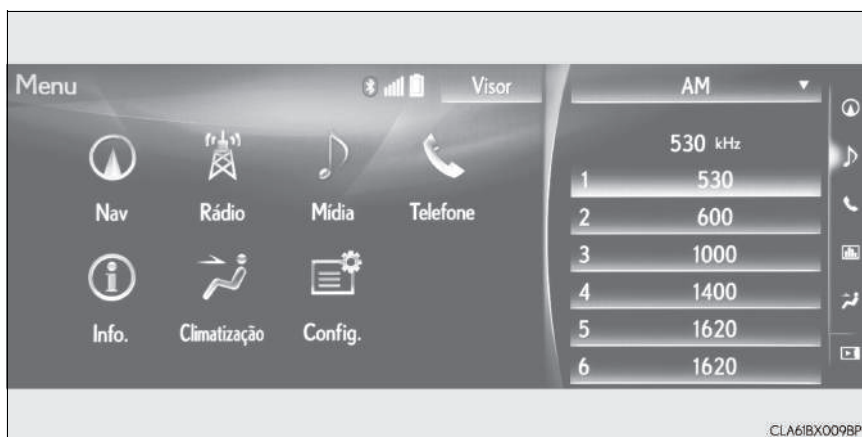 Menu
Visor
Nav
Rádio
Mídia
Telefone
Info.
Climatização
Config.
AM
530 kHz
1 530
2 600
3 1000
4 1400
5 1620
6 1620
CLA61BX009BP